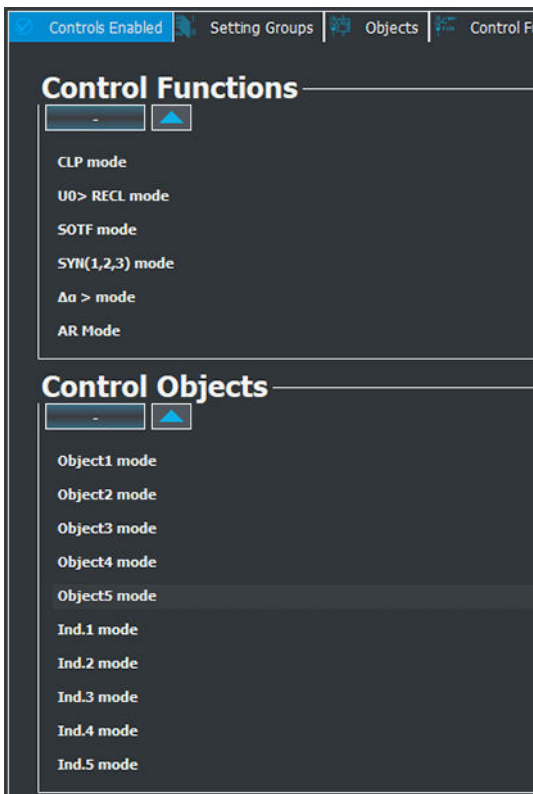 Controls Enabled Setting Groups Objects Control F
Control Functions
-
CLP mode
U0> RECL mode
SOTF mode
SYN(1,2,3) mode
Δα > mode
AR Mode
Control Objects
-
Object1 mode
Object2 mode
Object3 mode
Object4 mode
Object5 mode
Ind.1 mode
Ind.2 mode
Ind.3 mode
Ind.4 mode
Ind.5 mode